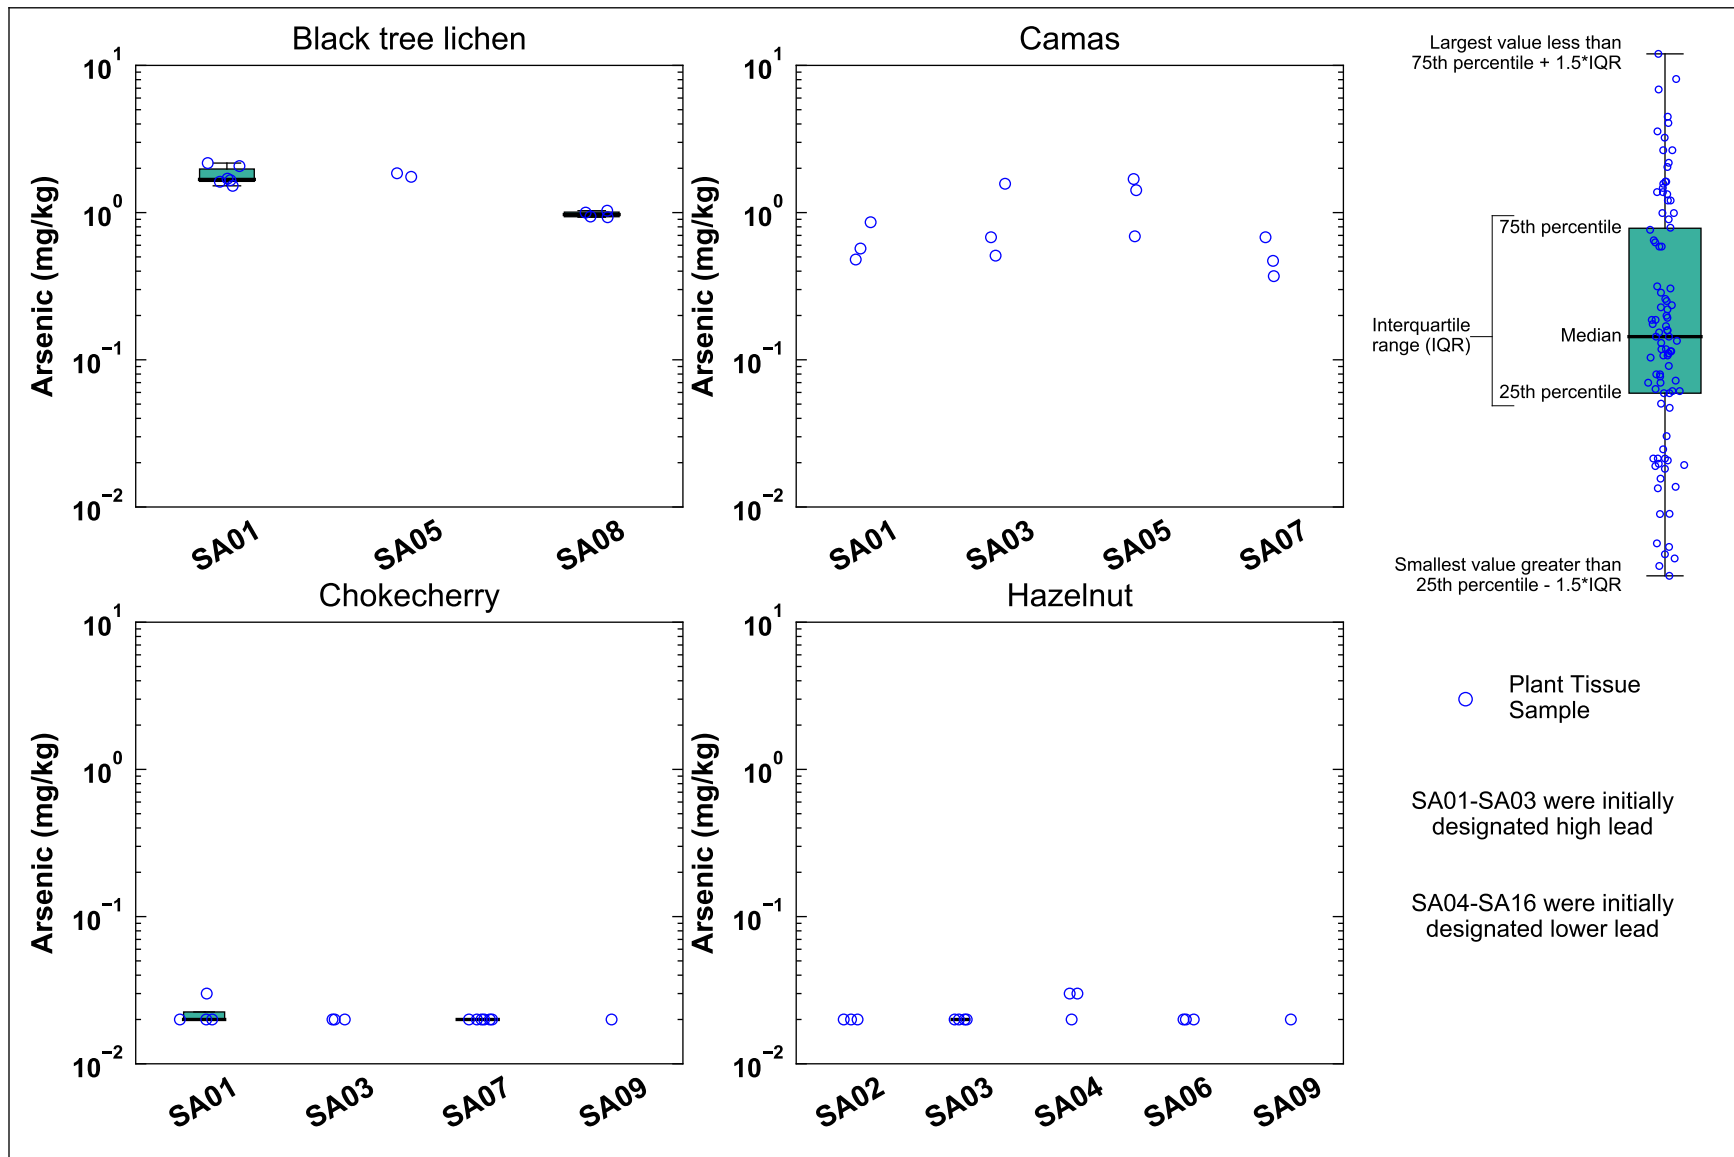 Black tree lichen
10^1
10^0
10^−1
10^−2
Arsenic (mg/kg)
SA01
SA05
SA08
Camas
10^1
10^0
10^−1
10^−2
Arsenic (mg/kg)
SA01
SA03
SA05
SA07
Chokecherry
10^1
10^0
10^−1
10^−2
Arsenic (mg/kg)
SA01
SA03
SA07
SA09
Hazelnut
10^1
10^0
10^−1
10^−2
Arsenic (mg/kg)
SA02
SA03
SA04
SA06
SA09
Largest value less than
75th percentile + 1.5*IQR
75th percentile
Interquartile
range (IQR)
Median
25th percentile
Smallest value greater than
25th percentile - 1.5*IQR
Plant Tissue
Sample
SA01-SA03 were initially
designated high lead
SA04-SA16 were initially
designated lower lead